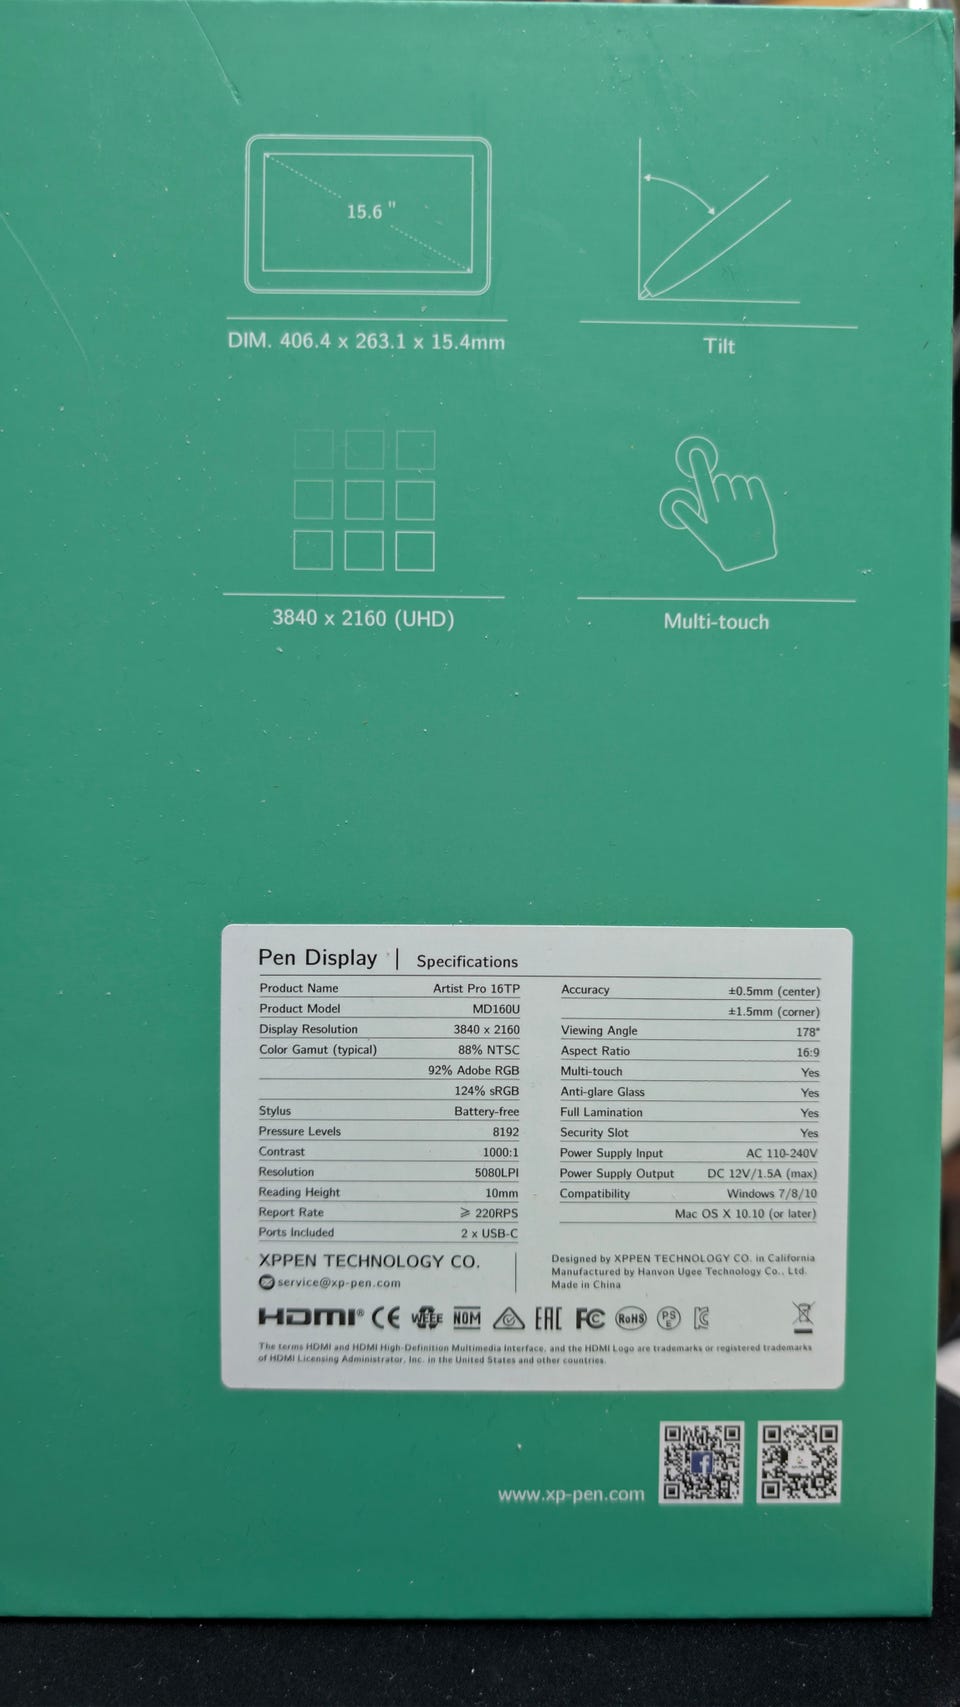 15.6 "
DIM. 406.4 x 263.1 x 15.4mm
Tilt
3840 x 2160 (UHD)
Multi-touch
Pen Display | Specifications
Product Name Artist Pro 16TP
Product Model MD160U
Display Resolution 3840 x 2160
Color Gamut (typical) 88% NTSC
92% Adobe RGB
124% sRGB
Stylus Battery-free
Pressure Levels 8192
Contrast 1000:1
Resolution 5080LPI
Reading Height 10mm
Report Rate ⩾ 220RPS
Ports Included 2 x USB-C
Accuracy ±0.5mm (center)
±1.5mm (corner)
Viewing Angle 178°
Aspect Ratio 16:9
Multi-touch Yes
Anti-glare Glass Yes
Full Lamination Yes
Security Slot Yes
Power Supply Input AC 110-240V
Power Supply Output DC 12V/1.5A (max)
Compatibility Windows 7/8/10
Mac OS X 10.10 (or later)
XPPEN TECHNOLOGY CO.
service@xp-pen.com
Designed by XPPEN TECHNOLOGY CO. in California
Manufactured by Hanvon Ugee Technology Co., Ltd.
Made in China
HDMI® CE WEEE NOM EAC FC RoHS PSE KC
The terms HDMI and HDMI High-Definition Multimedia Interface, and the HDMI Logo are trademarks or registered trademarks
of HDMI Licensing Administrator, Inc. in the United States and other countries.
f
www.xp-pen.com